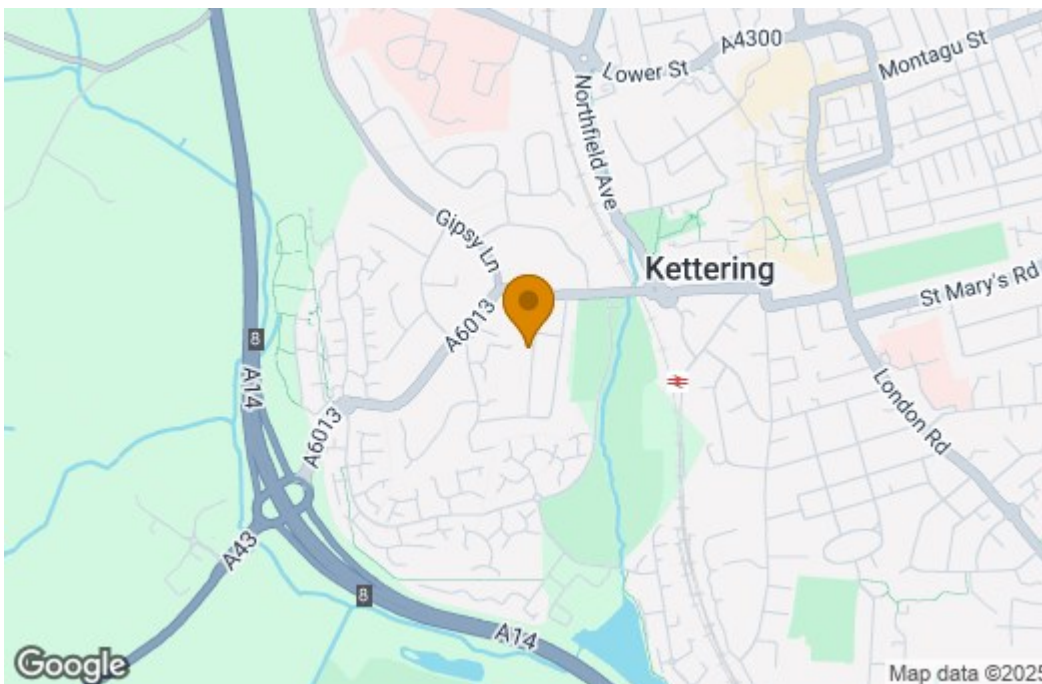 A4300
Montagu St
Lower St
Northfield Ave
Gipsy Ln
Kettering
St Mary's Rd
A6013
8
A14
London Rd
A6013
A43
8
A14
Google
Map data ©2025